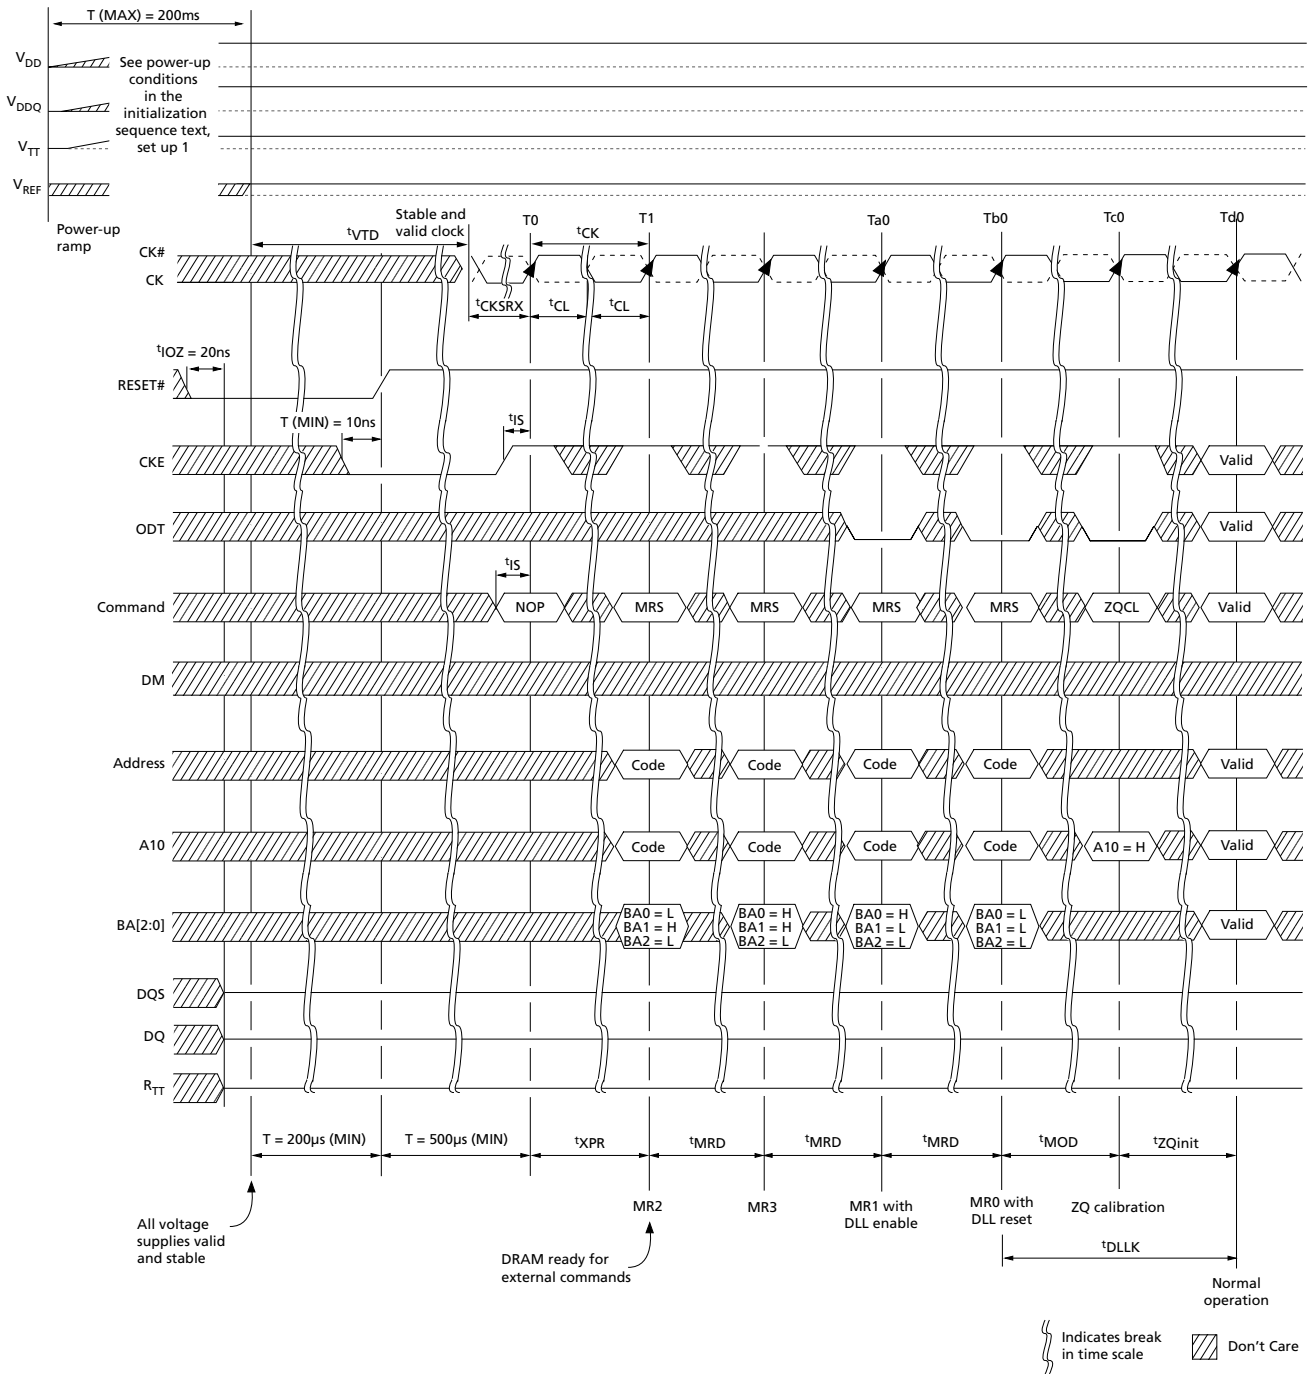 T (MAX) = 200ms
VDD
See power-up
conditions
in the
initialization
sequence text,
set up 1
VDDQ
VTT
VREF
Power-up
ramp
Stable and
valid clock
tVTD
T0
T1
Ta0
Tb0
Tc0
Td0
tCK
CK#
CK
tCKSRX
tCL
tCL
tIOZ = 20ns
RESET#
T (MIN) = 10ns
tIS
CKE
Valid
ODT
Valid
tIS
Command
NOP
MRS
MRS
MRS
MRS
ZQCL
Valid
DM
Address
Code
Code
Code
Code
Valid
A10
Code
Code
Code
Code
A10 = H
Valid
BA[2:0]
BA0 = L
BA1 = H
BA2 = L
BA0 = H
BA1 = H
BA2 = L
BA0 = H
BA1 = L
BA2 = L
BA0 = L
BA1 = L
BA2 = L
Valid
DQS
DQ
RTT
T = 200µs (MIN)
T = 500µs (MIN)
tXPR
tMRD
tMRD
tMRD
tMOD
tZQinit
MR2
MR3
MR1 with
DLL enable
MR0 with
DLL reset
ZQ calibration
All voltage
supplies valid
and stable
DRAM ready for
external commands
tDLLK
Normal
operation
Indicates break
in time scale
Don't Care